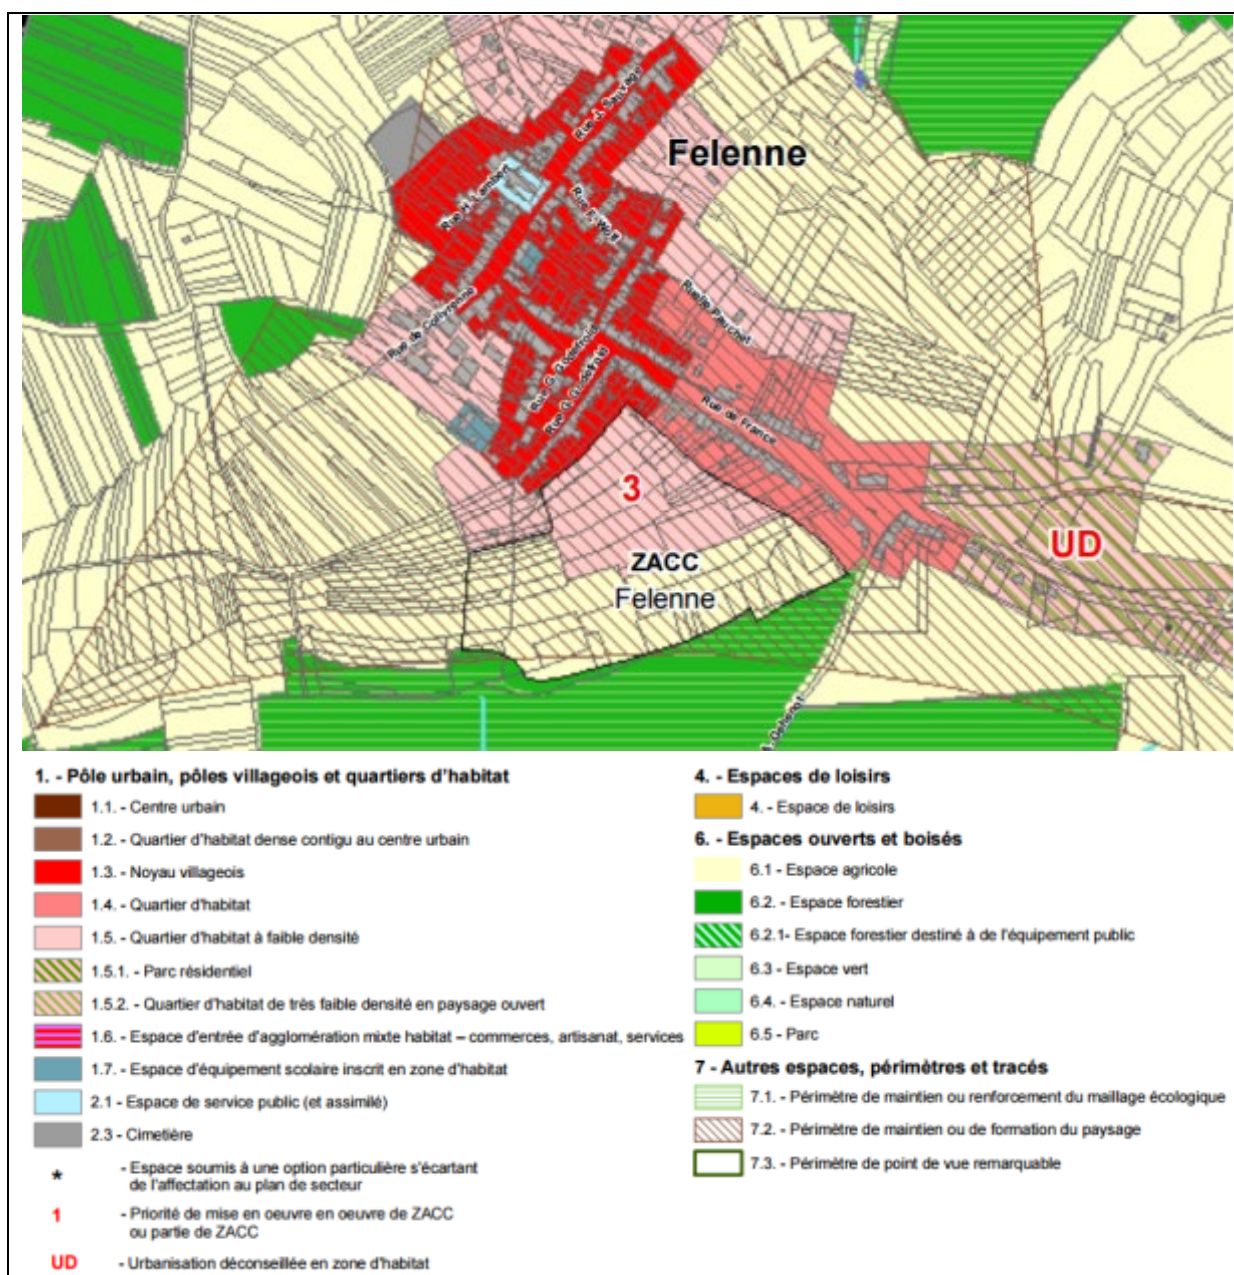 Rue J. Sauvage
Felenne
Rue H. Lambert
Rue F. Wolf
Rue de Collyrenne
Ruelle Pauchet
Rue G. Godefroid
Rue G. Godefroid
Rue de France
3
UD
ZACC
Felenne
1. - Pôle urbain, pôles villageois et quartiers d'habitat
1.1. - Centre urbain
1.2. - Quartier d'habitat dense contigu au centre urbain
1.3. - Noyau villageois
1.4. - Quartier d'habitat
1.5. - Quartier d'habitat à faible densité
1.5.1. - Parc résidentiel
1.5.2. - Quartier d'habitat de très faible densité en paysage ouvert
1.6. - Espace d'entrée d'agglomération mixte habitat – commerces, artisanat, services
1.7. - Espace d'équipement scolaire inscrit en zone d'habitat
2.1 - Espace de service public (et assimilé)
2.3 - Cimetière
* - Espace soumis à une option particulière s'écartant
de l'affectation au plan de secteur
1 - Priorité de mise en oeuvre en oeuvre de ZACC
ou partie de ZACC
UD - Urbanisation déconseillée en zone d'habitat
4. - Espaces de loisirs
4. - Espace de loisirs
6. - Espaces ouverts et boisés
6.1 - Espace agricole
6.2. - Espace forestier
6.2.1- Espace forestier destiné à de l'équipement public
6.3 - Espace vert
6.4. - Espace naturel
6.5 - Parc
7 - Autres espaces, périmètres et tracés
7.1. - Périmètre de maintien ou renforcement du maillage écologique
7.2. - Périmètre de maintien ou de formation du paysage
7.3. - Périmètre de point de vue remarquable